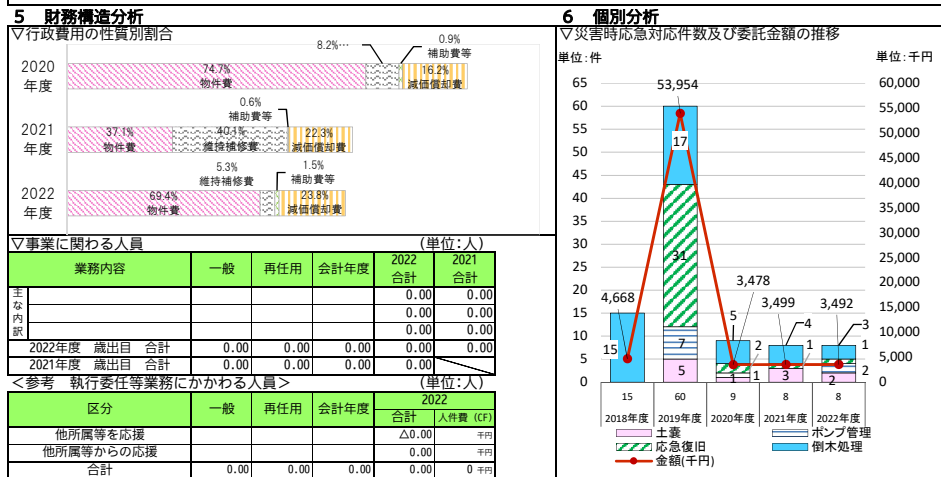 5 財務構造分析
▽行政費用の性質別割合
8.2%…
0.9%
補助費等
2020
年度
74.7%
物件費
16.2%
減価償却費
0.6%
補助費等
2021
年度
37.1%
物件費
40.1%
維持補修費
22.3%
減価償却費
5.3%
維持補修費
1.5%
補助費等
2022
年度
69.4%
物件費
23.8%
減価償却費
▽事業に関わる人員 (単位:人)
業務内容 一般 再任用 会計年度 2022合計 2021合計
主な内訳
0.00 0.00
0.00 0.00
0.00 0.00
2022年度 歳出目 合計 0.00 0.00 0.00 0.00 0.00
2021年度 歳出目 合計 0.00 0.00 0.00 0.00
<参考 執行委任等業務にかかわる人員> (単位:人)
区分 一般 再任用 会計年度 2022
合計 人件費(CF)
他所属等を応援 △0.00 千円
他所属等からの応援 0.00 千円
合計 0.00 0.00 0.00 0.00 0 千円
6 個別分析
▽災害時応急対応件数及び委託金額の推移
単位:件 単位:千円
65 60,000
60 55,000
55 50,000
50 45,000
45 40,000
40 35,000
35 30,000
30 25,000
25 20,000
20 15,000
15 10,000
10 5,000
5 0
0
4,668
15
53,954
17
31
7
5
3,478
5
2
1
1
3,499
4
1
3
3,492
3
1
2
2
15 60 9 8 8
2018年度 2019年度 2020年度 2021年度 2022年度
土嚢 ポンプ管理
応急復旧 倒木処理
金額(千円)